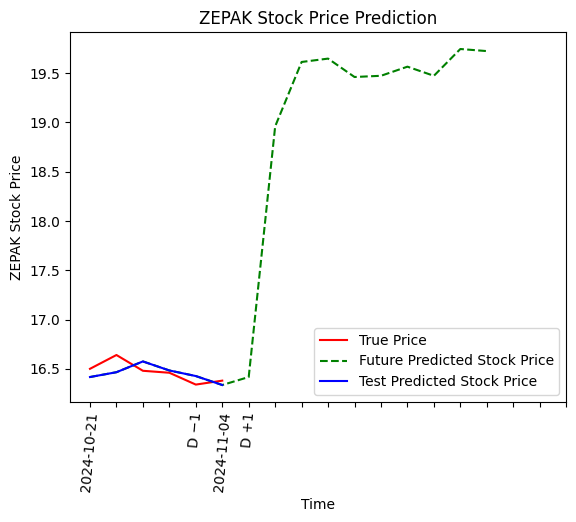 ZEPAK Stock Price Prediction
ZEPAK Stock Price
19.5
19.0
18.5
18.0
17.5
17.0
16.5
True Price
Future Predicted Stock Price
Test Predicted Stock Price
2024-10-21
D −1
2024-11-04
D +1
Time